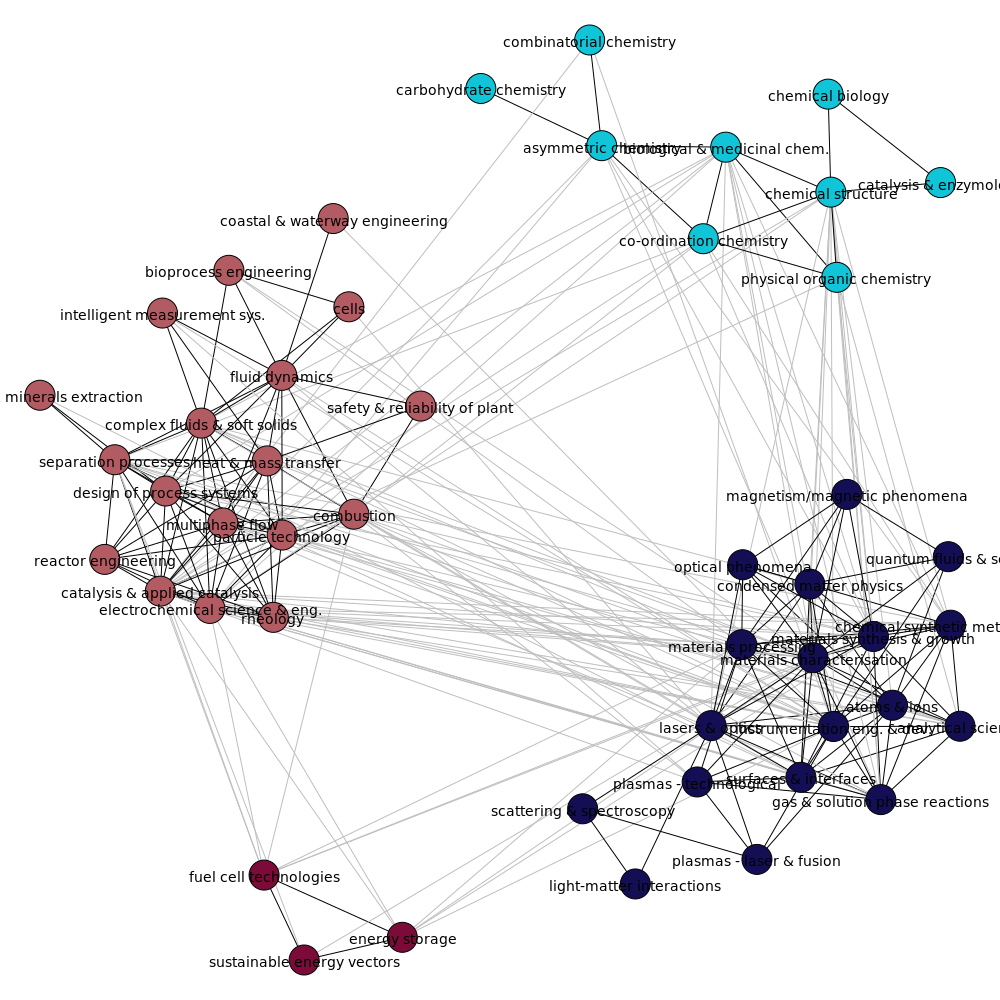 combinatorial chemistry
carbohydrate chemistry
chemical biology
asymmetric chemistry
biological & medicinal chem.
chemical structure
catalysis & enzymolo
coastal & waterway engineering
co-ordination chemistry
bioprocess engineering
physical organic chemistry
intelligent measurement sys.
cells
fluid dynamics
minerals extraction
safety & reliability of plant
complex fluids & soft solids
separation processes
heat & mass transfer
design of process systems
magnetism/magnetic phenomena
combustion
multiphase flow
particle technology
reactor engineering
optical phenomena
quantum fluids & so
condensed matter physics
catalysis & applied catalysis
electrochemical science & eng.
rheology
chemical synthetic met
materials synthesis & growth
materials processing
materials characterisation
atoms & ions
lasers & optics
instrumentation eng. & dev.
analytical scien
surfaces & interfaces
plasmas - technological
gas & solution phase reactions
scattering & spectroscopy
plasmas - laser & fusion
light-matter interactions
fuel cell technologies
energy storage
sustainable energy vectors